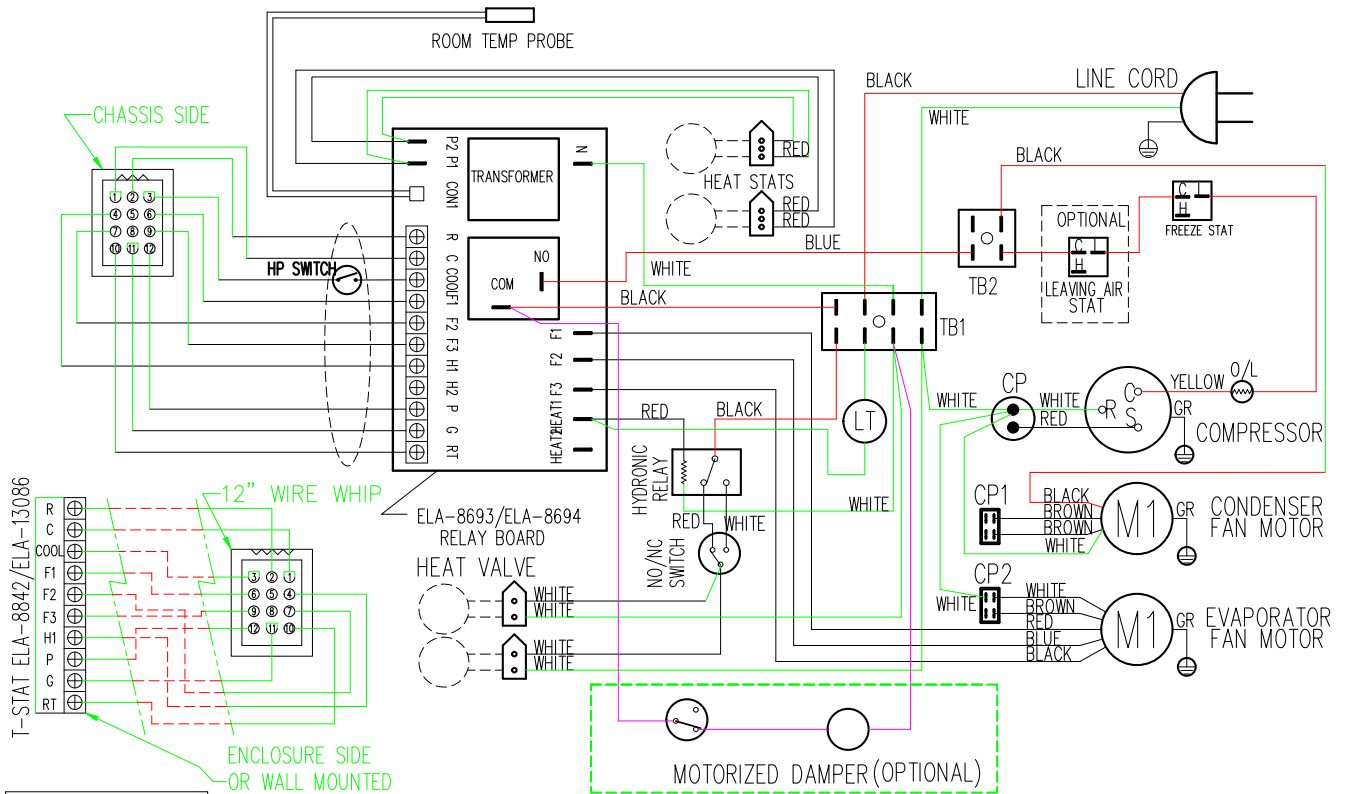 ROOM TEMP PROBE
BLACK
LINE CORD
WHITE
CHASSIS SIDE
1 2 3
4 5 6
7 8 9
10 11 12
P2
P1
CON1
TRANSFORMER
N
RED
HEAT STATS
RED
RED
BLUE
BLACK
C
H
FREEZE STAT
OPTIONAL
C
H
LEAVING AIR
STAT
TB2
HP SWITCH
R
C
COOL
F1
F2
F3
H1
H2
P
G
RT
NO
COM
WHITE
BLACK
TB1
F1
F2
F3
HEAT1
HEAT2
RED
BLACK
LT
HYDRONIC
RELAY
WHITE
RED
WHITE
NO/NC
SWITCH
CP
WHITE
WHITE
RED
R
C
S
YELLOW
O/L
GR
COMPRESSOR
ELA-8693/ELA-8694
RELAY BOARD
HEAT VALVE
WHITE
WHITE
WHITE
WHITE
CP1
BLACK
BROWN
BROWN
WHITE
M1
GR
CONDENSER
FAN MOTOR
CP2
WHITE
WHITE
BROWN
RED
BLUE
BLACK
M1
GR
EVAPORATOR
FAN MOTOR
T-STAT ELA-8842/ELA-13086
R
C
COOL
F1
F2
F3
H1
P
G
RT
12" WIRE WHIP
3 2 1
6 5 4
9 8 7
12 11 10
ENCLOSURE SIDE
OR WALL MOUNTED
MOTORIZED DAMPER (OPTIONAL)